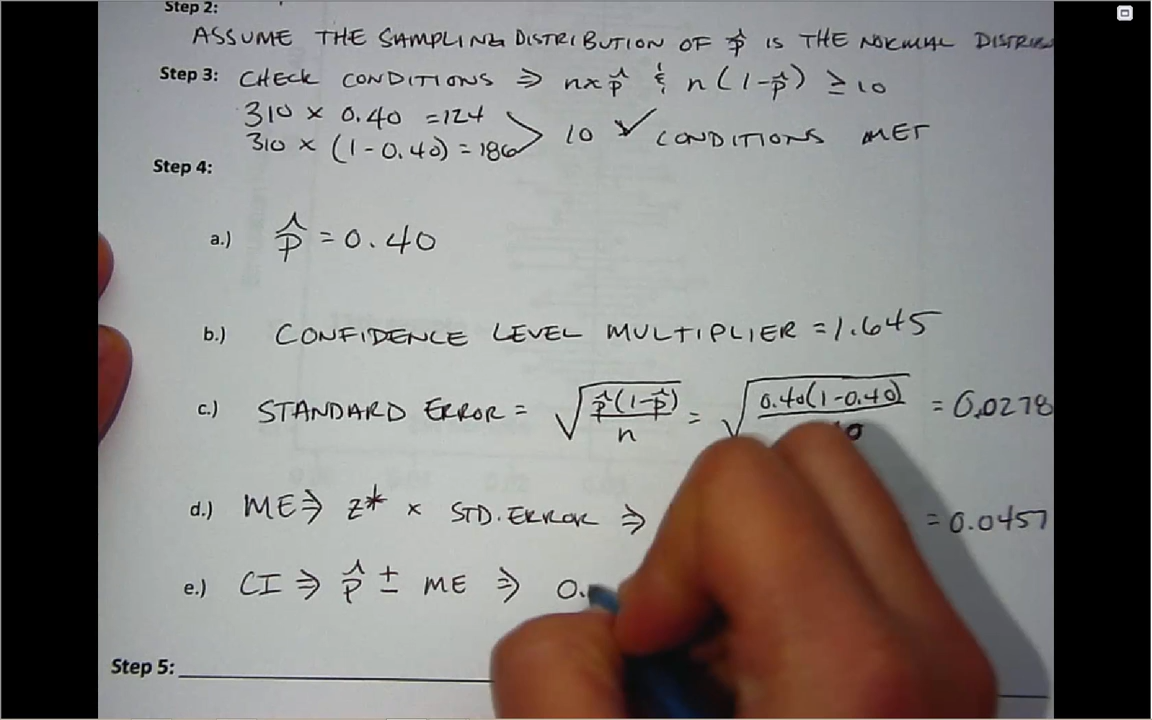 Step 2:
ASSUME THE SAMPLING DISTRIBUTION OF p̂ IS THE NORMAL
Step 3: CHECK CONDITIONS ⇒ n×p̂ & n(1-p̂) ≥ 10
310 × 0.40 = 124
310 × (1-0.40) = 186 > 10 ✓ CONDITIONS MET
Step 4:
a.) p̂ = 0.40
b.) CONFIDENCE LEVEL MULTIPLIER = 1.645
c.) STANDARD ERROR = √(p̂(1-p̂)/n) = √(0.40(1-0.40)/ = 0.0278
d.) ME ⇒ z* × STD. ERROR ⇒ = 0.0457
e.) CI ⇒ p̂ ± ME ⇒ 0.
Step 5: